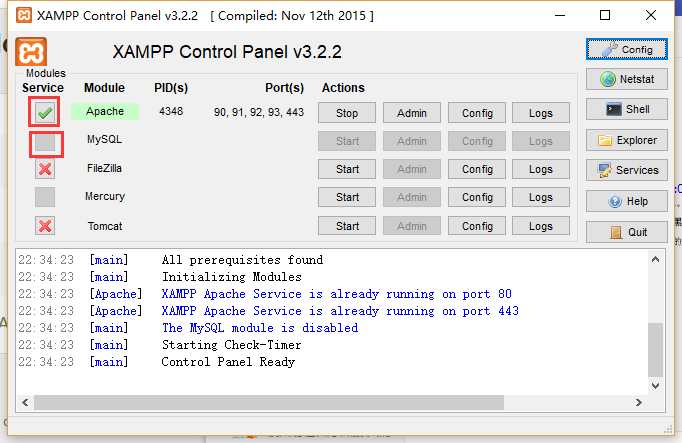 XAMPP Control Panel v3.2.2 [ Compiled: Nov 12th 2015 ]
XAMPP Control Panel v3.2.2
Config
Modules
Service Module PID(s) Port(s) Actions
Netstat
Apache 4348 90, 91, 92, 93, 443 Stop Admin Config Logs
Shell
MySQL Start Admin Config Logs
Explorer
FileZilla Start Admin Config Logs
Services
Mercury Start Admin Config Logs
Help
Tomcat Start Admin Config Logs
Quit
22:34:23 [main] All prerequisites found
22:34:23 [main] Initializing Modules
22:34:23 [Apache] XAMPP Apache Service is already running on port 80
22:34:23 [Apache] XAMPP Apache Service is already running on port 443
22:34:23 [main] The MySQL module is disabled
22:34:23 [main] Starting Check-Timer
22:34:23 [main] Control Panel Ready